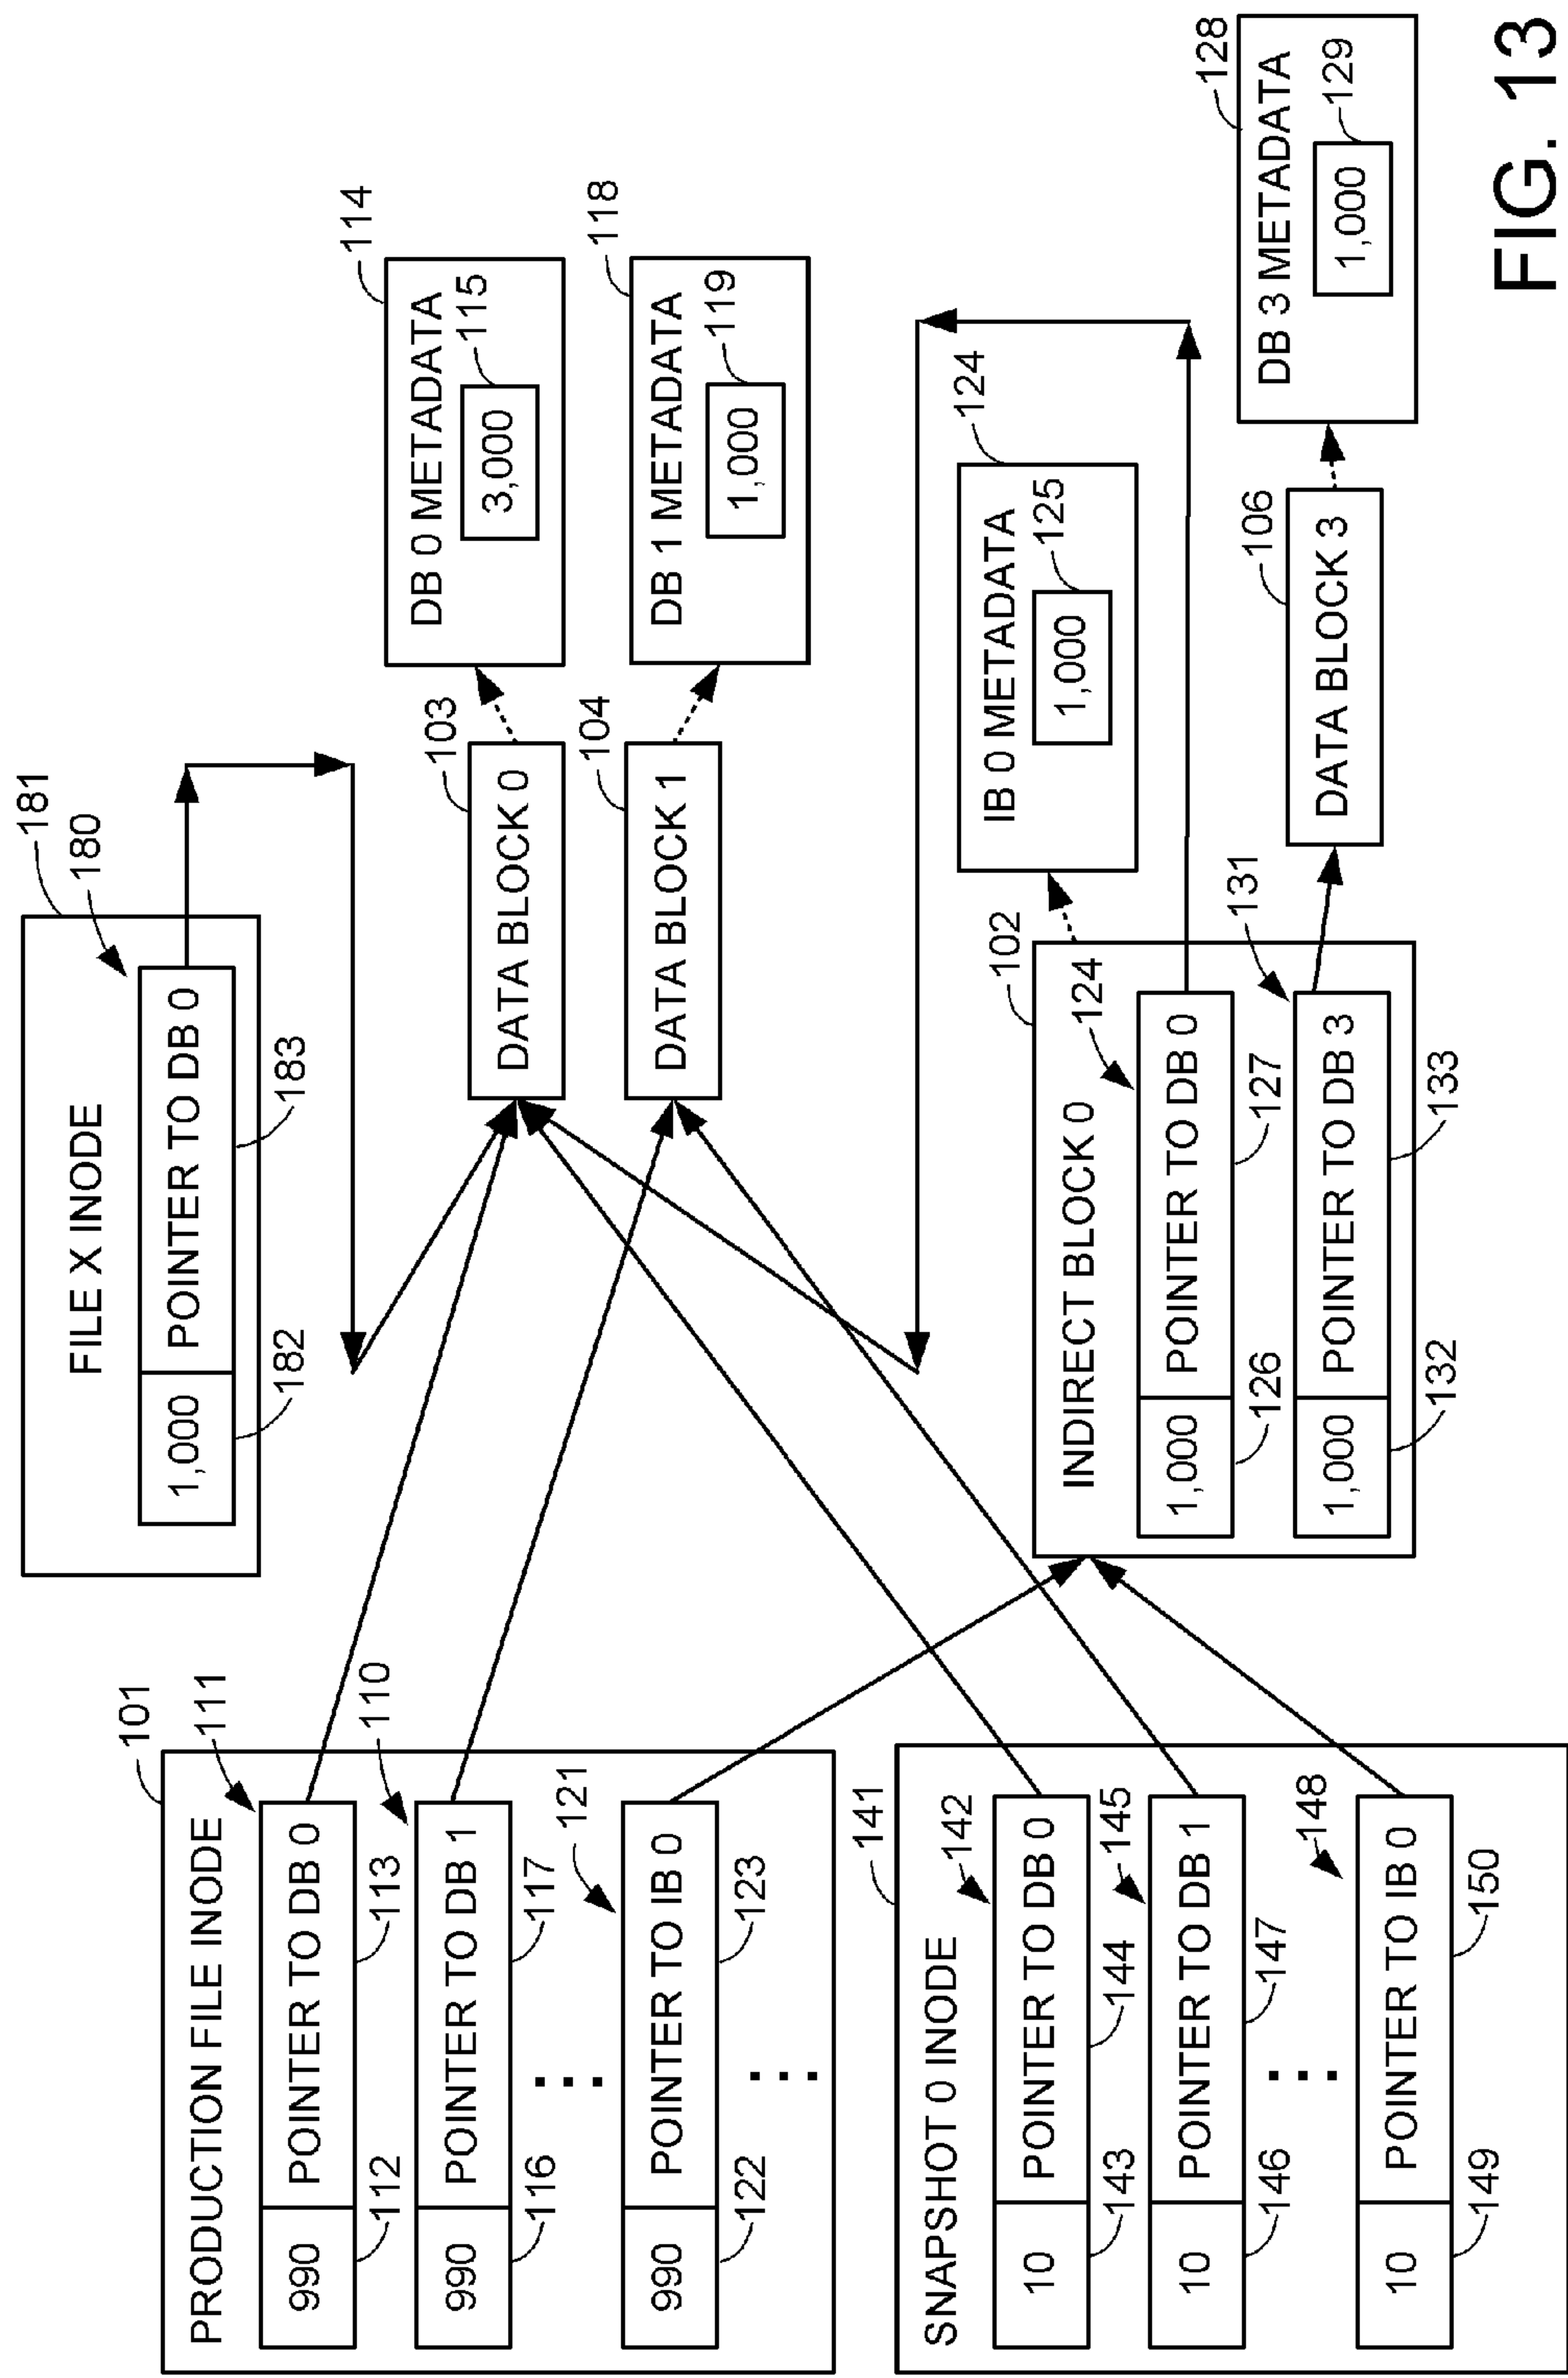 FILE X INODE
181
180
1,000 POINTER TO DB 0
182
183
PRODUCTION FILE INODE
101
111
990 POINTER TO DB 0
112
113
110
990 POINTER TO DB 1
116
117
121
990 POINTER TO IB 0
122
123
SNAPSHOT 0 INODE
141
142
10 POINTER TO DB 0
143
144
145
10 POINTER TO DB 1
146
147
148
10 POINTER TO IB 0
149
150
DATA BLOCK 0
103
DB 0 METADATA
114
3,000
115
DATA BLOCK 1
104
DB 1 METADATA
118
1,000
119
INDIRECT BLOCK 0
102
124
1,000 POINTER TO DB 0
126
127
131
1,000 POINTER TO DB 3
132
133
IB 0 METADATA
124
1,000
125
DATA BLOCK 3
106
DB 3 METADATA
128
1,000
129
FIG. 13